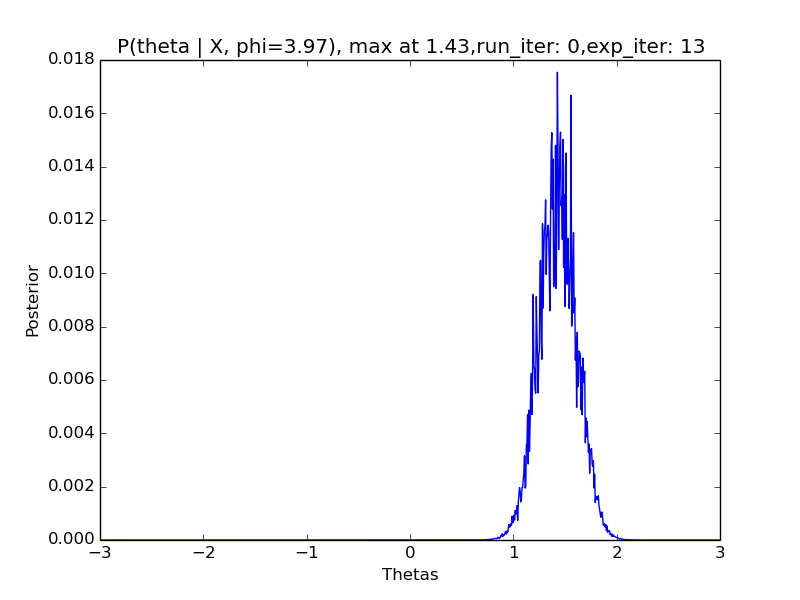 P(theta | X, phi=3.97), max at 1.43,run_iter: 0,exp_iter: 13
0.018
0.016
0.014
0.012
0.010
0.008
0.006
0.004
0.002
0.000
Posterior
−3 −2 −1 0 1 2 3
Thetas